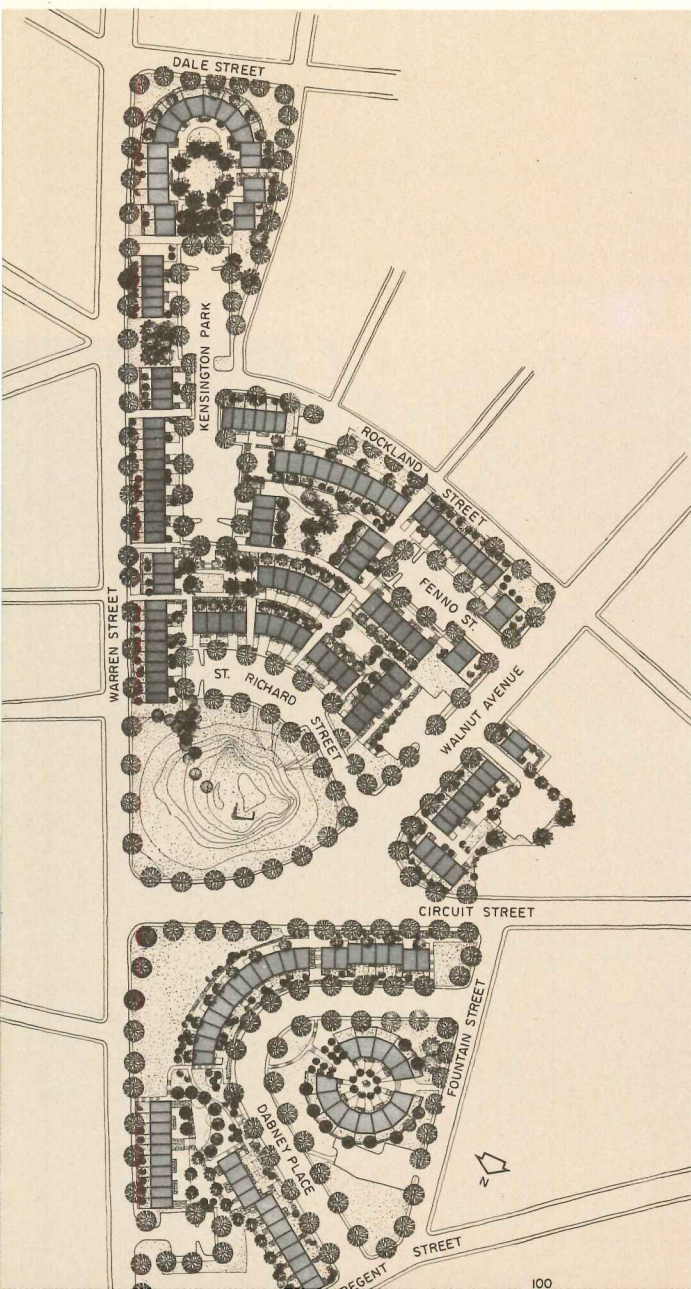 DALE STREET
KENSINGTON PARK
ROCKLAND STREET
FENNO ST.
WARREN STREET
ST. RICHARD STREET
WALNUT AVENUE
CIRCUIT STREET
FOUNTAIN STREET
DABNEY PLACE
N
REGENT STREET
100